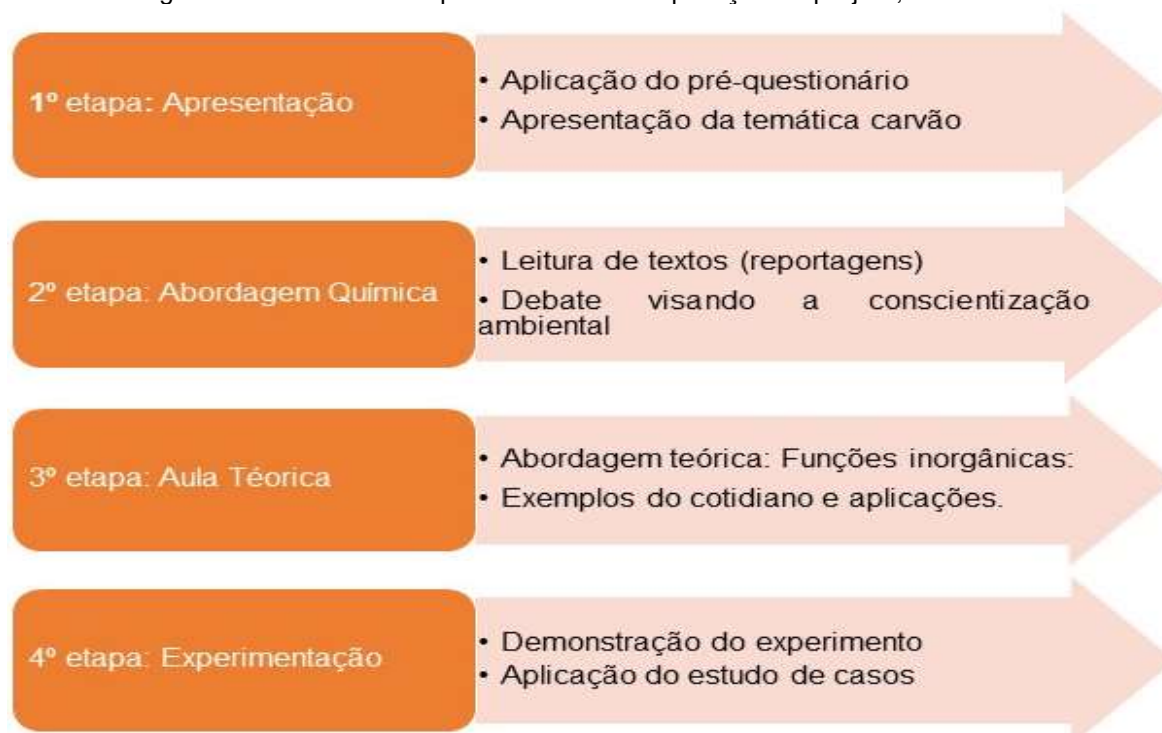 1º etapa: Apresentação
• Aplicação do pré-questionário
• Apresentação da temática carvão
2º etapa: Abordagem Química
• Leitura de textos (reportagens)
• Debate visando a conscientização
ambiental
3º etapa: Aula Téorica
• Abordagem teórica: Funções inorgânicas:
• Exemplos do cotidiano e aplicações.
4º etapa: Experimentação
• Demonstração do experimento
• Aplicação do estudo de casos